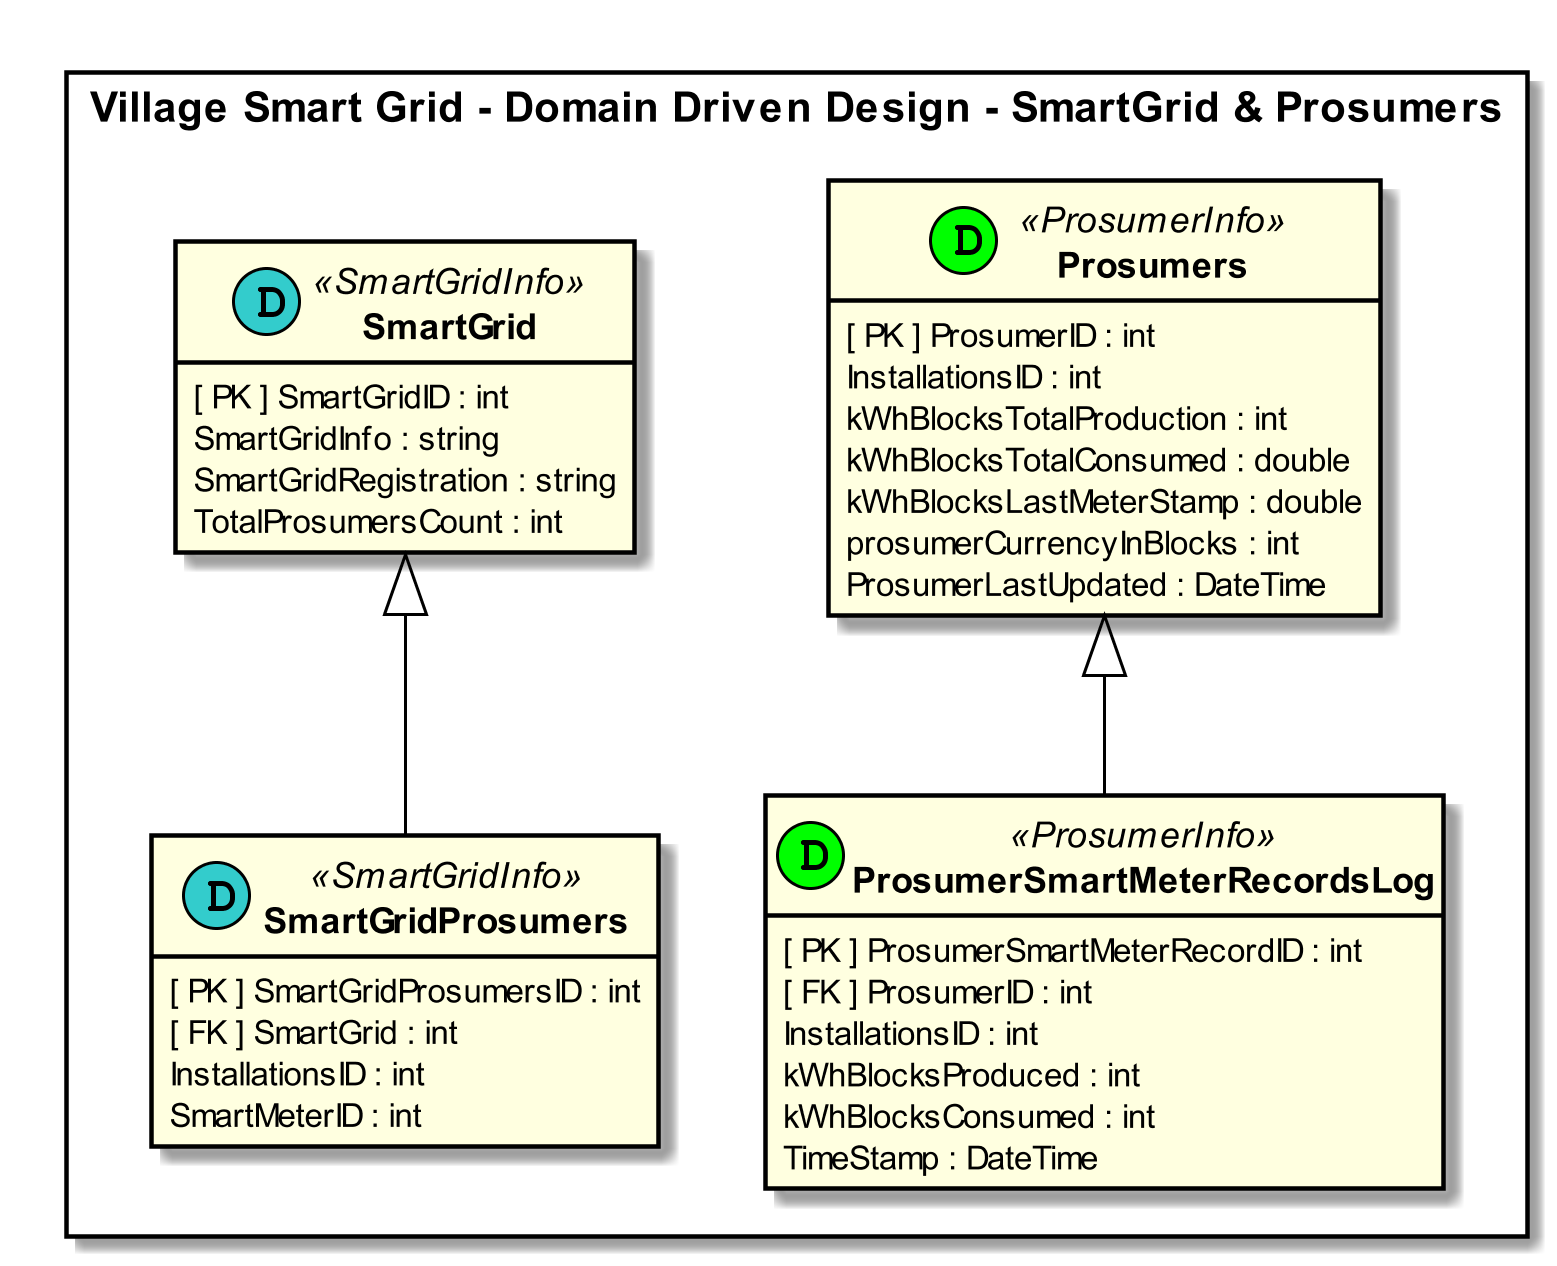 Village Smart Grid - Domain Driven Design - SmartGrid & Prosumers
D
«SmartGridInfo»
SmartGrid
[ PK ] SmartGridID : int
SmartGridInfo : string
SmartGridRegistration : string
TotalProsumersCount : int
D
«ProsumerInfo»
Prosumers
[ PK ] ProsumerID : int
InstallationsID : int
kWhBlocksTotalProduction : int
kWhBlocksTotalConsumed : double
kWhBlocksLastMeterStamp : double
prosumerCurrencyInBlocks : int
ProsumerLastUpdated : DateTime
D
«SmartGridInfo»
SmartGridProsumers
[ PK ] SmartGridProsumersID : int
[ FK ] SmartGrid : int
InstallationsID : int
SmartMeterID : int
D
«ProsumerInfo»
ProsumerSmartMeterRecordsLog
[ PK ] ProsumerSmartMeterRecordID : int
[ FK ] ProsumerID : int
InstallationsID : int
kWhBlocksProduced : int
kWhBlocksConsumed : int
TimeStamp : DateTime